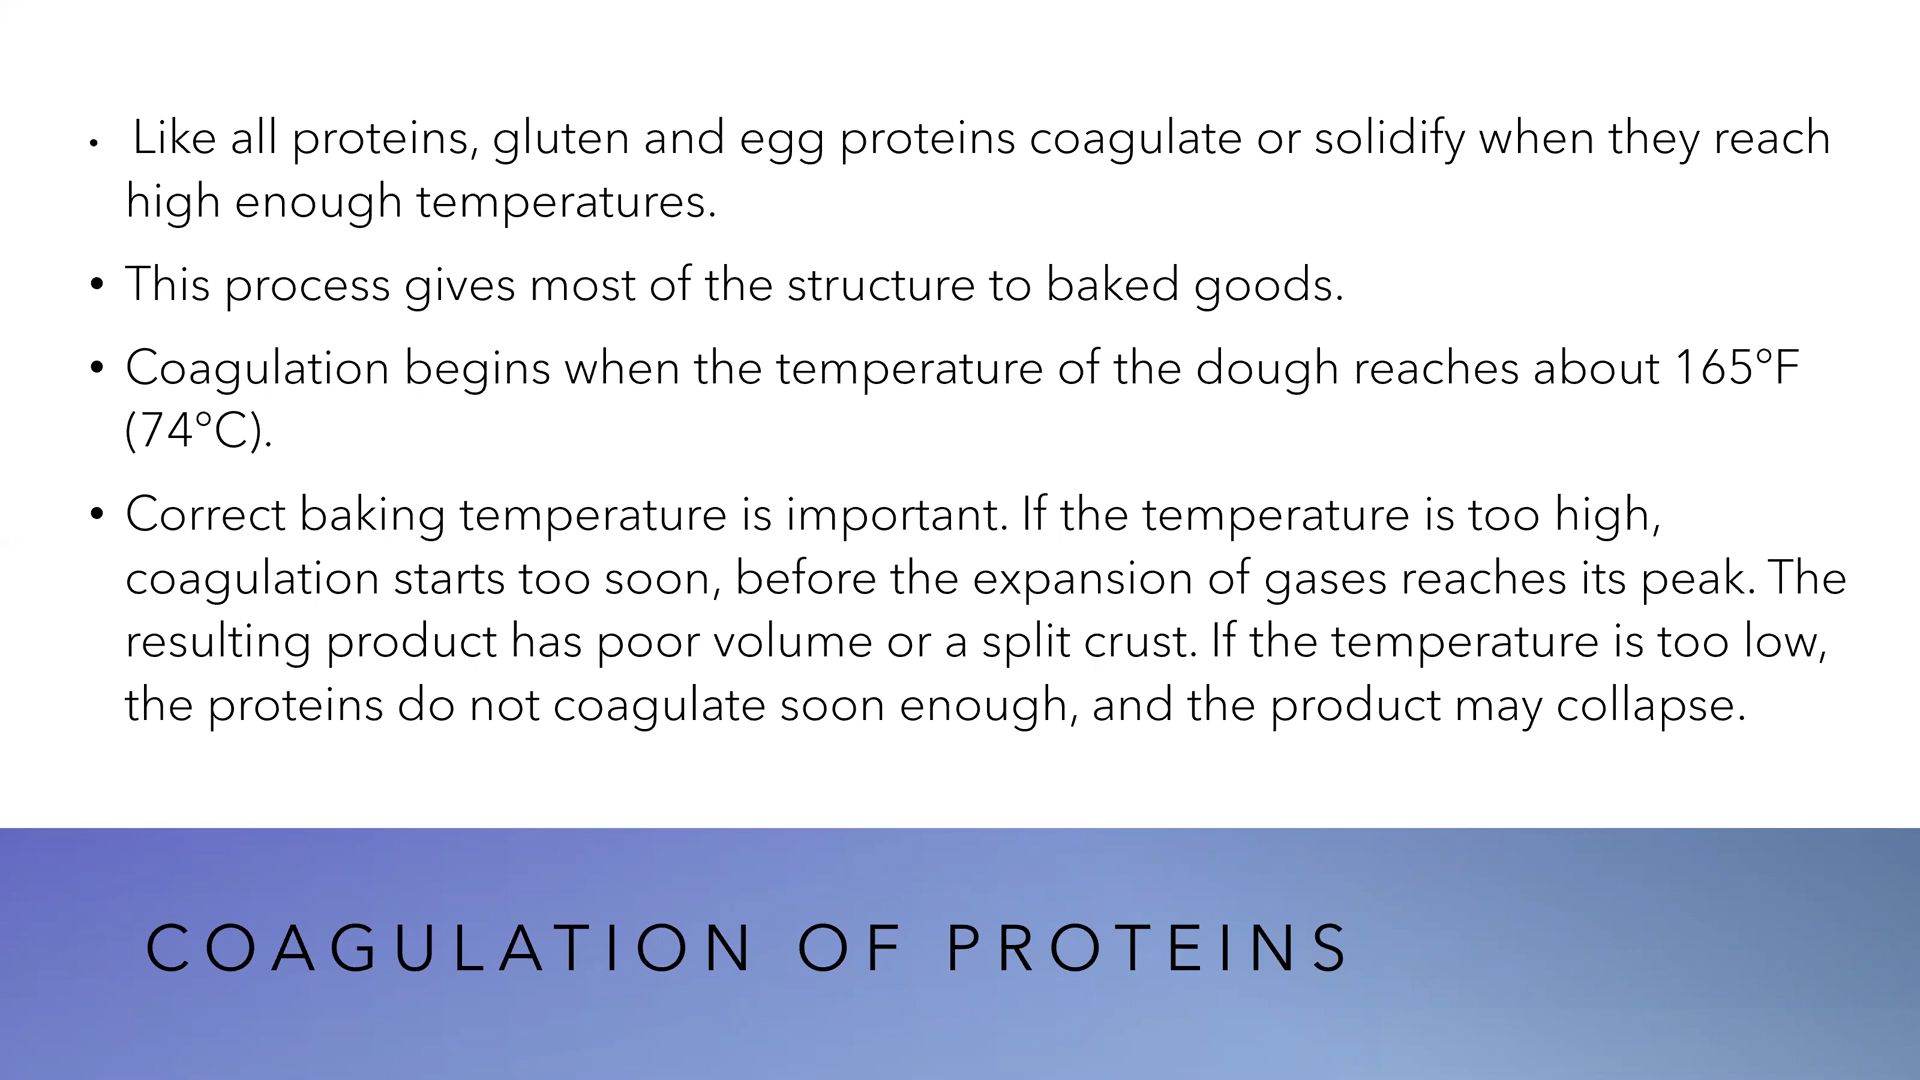 • Like all proteins, gluten and egg proteins coagulate or solidify when they reach
high enough temperatures.
• This process gives most of the structure to baked goods.
• Coagulation begins when the temperature of the dough reaches about 165°F
(74°C).
• Correct baking temperature is important. If the temperature is too high,
coagulation starts too soon, before the expansion of gases reaches its peak. The
resulting product has poor volume or a split crust. If the temperature is too low,
the proteins do not coagulate soon enough, and the product may collapse.
COAGULATION OF PROTEINS